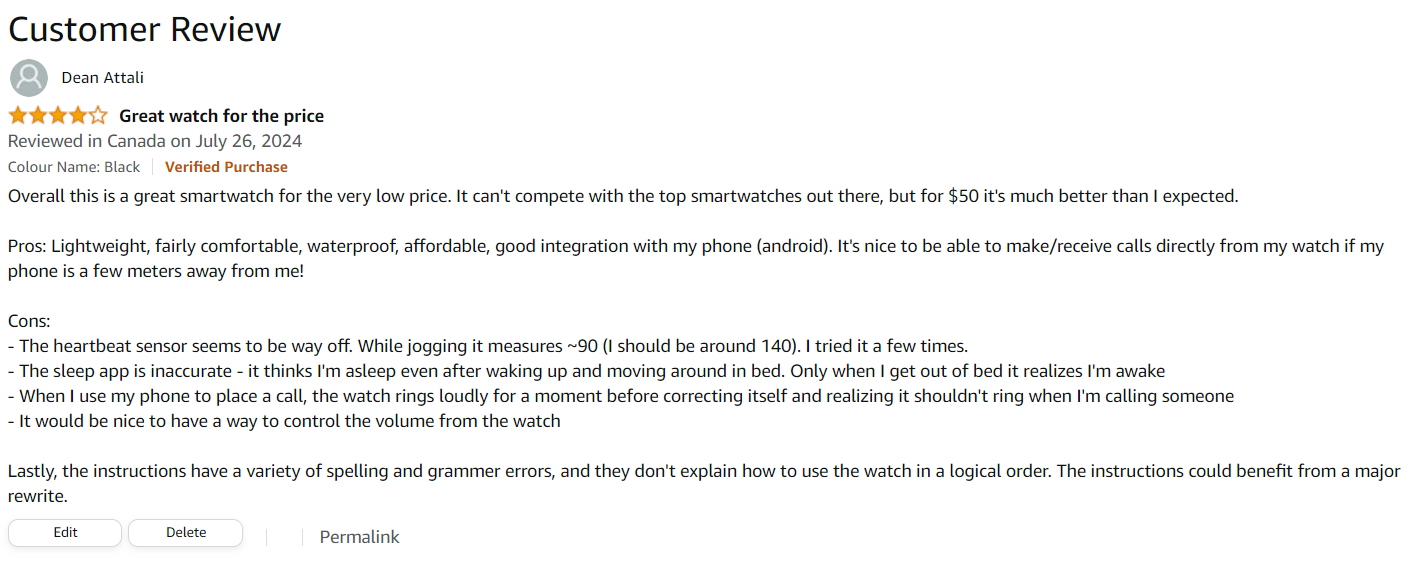 Customer Review
Dean Attali
Great watch for the price
Reviewed in Canada on July 26, 2024
Colour Name: Black Verified Purchase
Overall this is a great smartwatch for the very low price. It can't compete with the top smartwatches out there, but for $50 it's much better than I expected.
Pros: Lightweight, fairly comfortable, waterproof, affordable, good integration with my phone (android). It's nice to be able to make/receive calls directly from my watch if my
phone is a few meters away from me!
Cons:
- The heartbeat sensor seems to be way off. While jogging it measures ~90 (I should be around 140). I tried it a few times.
- The sleep app is inaccurate - it thinks I'm asleep even after waking up and moving around in bed. Only when I get out of bed it realizes I'm awake
- When I use my phone to place a call, the watch rings loudly for a moment before correcting itself and realizing it shouldn't ring when I'm calling someone
- It would be nice to have a way to control the volume from the watch
Lastly, the instructions have a variety of spelling and grammer errors, and they don't explain how to use the watch in a logical order. The instructions could benefit from a major
rewrite.
Edit Delete Permalink